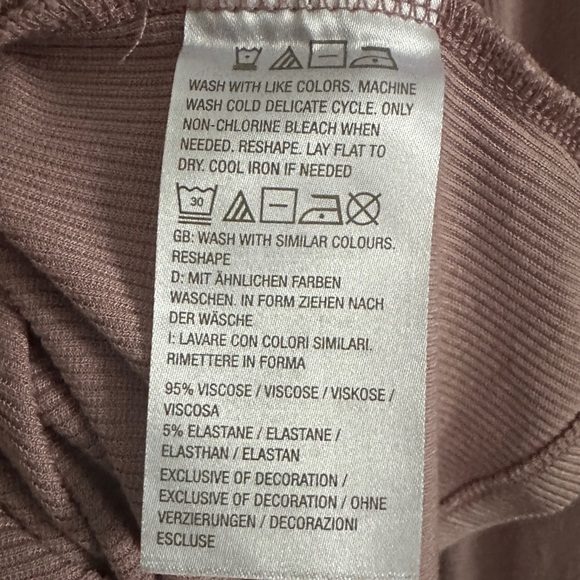 WASH WITH LIKE COLORS. MACHINE
WASH COLD DELICATE CYCLE. ONLY
NON-CHLORINE BLEACH WHEN
NEEDED. RESHAPE. LAY FLAT TO
DRY. COOL IRON IF NEEDED
30
GB: WASH WITH SIMILAR COLOURS.
RESHAPE
D: MIT ÄHNLICHEN FARBEN
WASCHEN. IN FORM ZIEHEN NACH
DER WÄSCHE
I: LAVARE CON COLORI SIMILARI.
RIMETTERE IN FORMA
95% VISCOSE / VISCOSE / VISKOSE /
VISCOSA
5% ELASTANE / ELASTANE /
ELASTHAN / ELASTAN
EXCLUSIVE OF DECORATION /
EXCLUSIVE OF DECORATION / OHNE
VERZIERUNGEN / DECORAZIONI
ESCLUSE